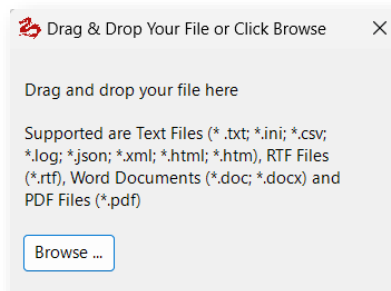 Drag & Drop Your File or Click Browse
Drag and drop your file here
Supported are Text Files (* .txt; *.ini; *.csv;
*.log; *.json; *.xml; *.html; *.htm), RTF Files
(*.rtf), Word Documents (*.doc; *.docx) and
PDF Files (*.pdf)
Browse ...